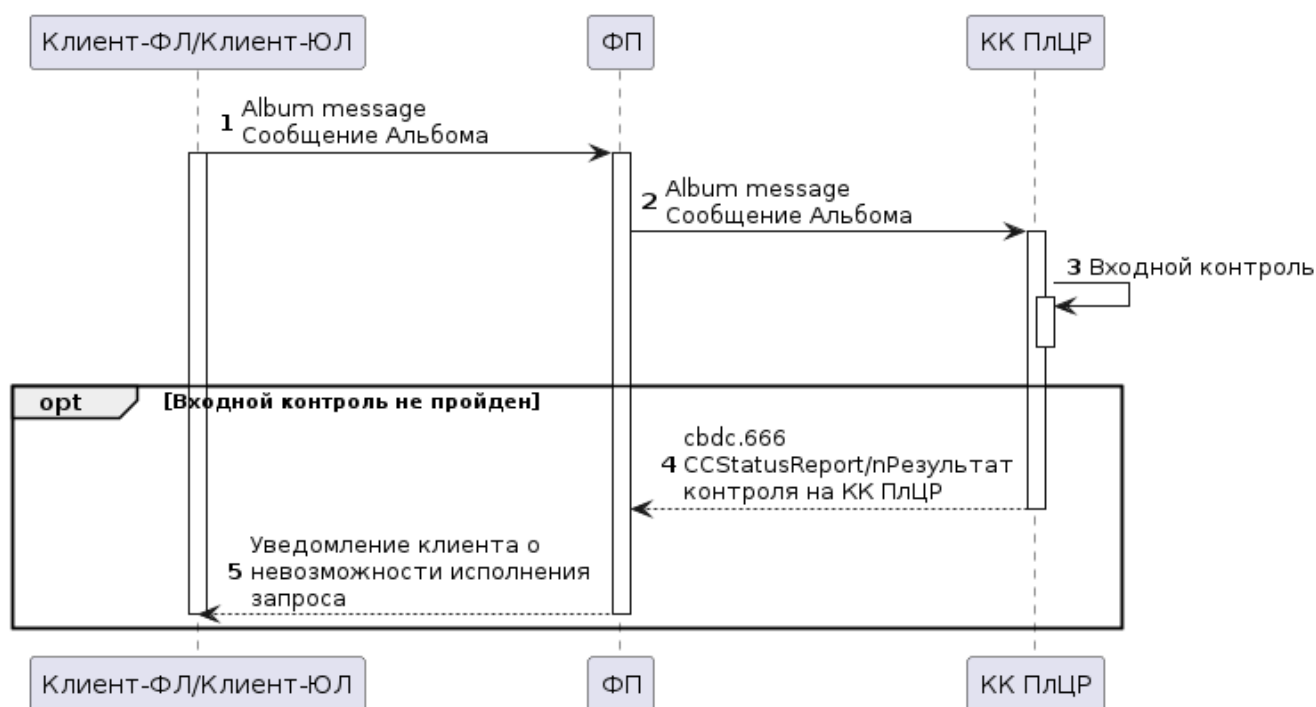 Клиент-ФЛ/Клиент-ЮЛ
ФП
КК ПлЦР
1 Album message
Сообщение Альбома
2 Album message
Сообщение Альбома
3 Входной контроль
opt [Входной контроль не пройден]
cbdc.666
4 CCStatusReport/nРезультат
контроля на КК ПлЦР
Уведомление клиента о
5 невозможности исполнения
запроса
Клиент-ФЛ/Клиент-ЮЛ
ФП
КК ПлЦР